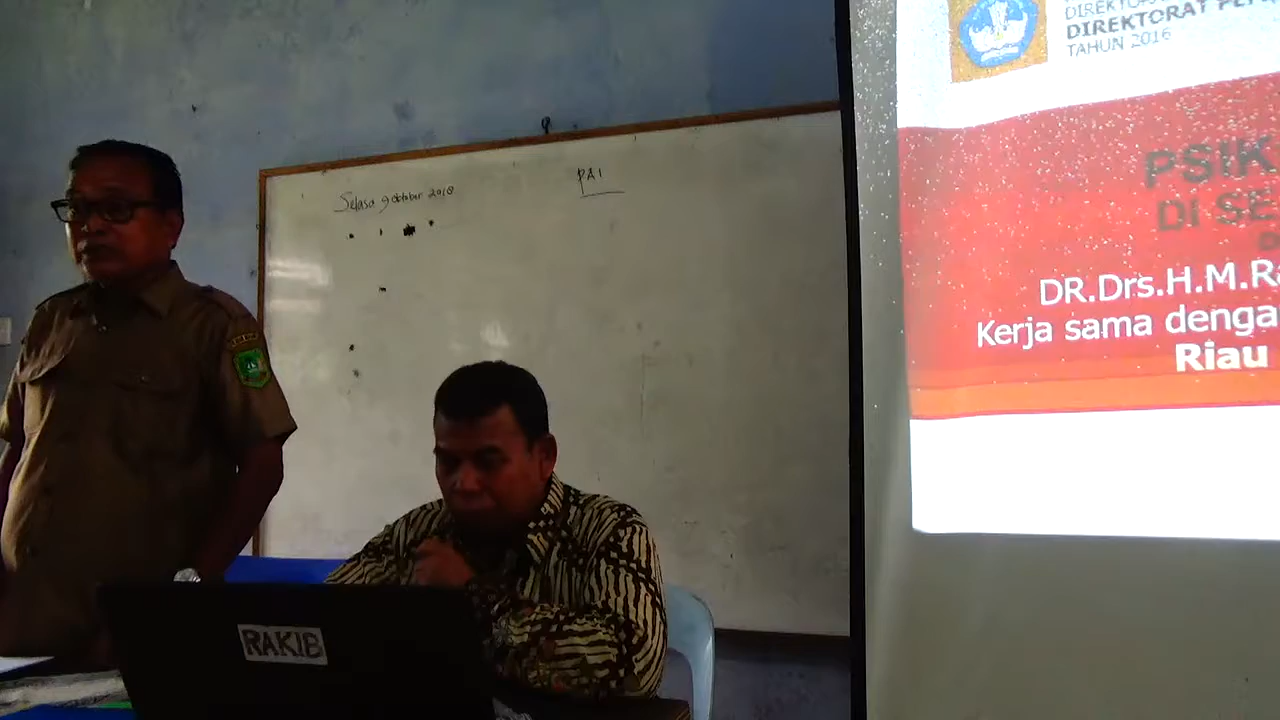 Selasa 9 Oktober 2018
PAI
RAKIB
DIREKTORAT
TAHUN 2016
PSIK
DI SE
DR.Drs.H.M.Ra
Kerja sama denga
Riau